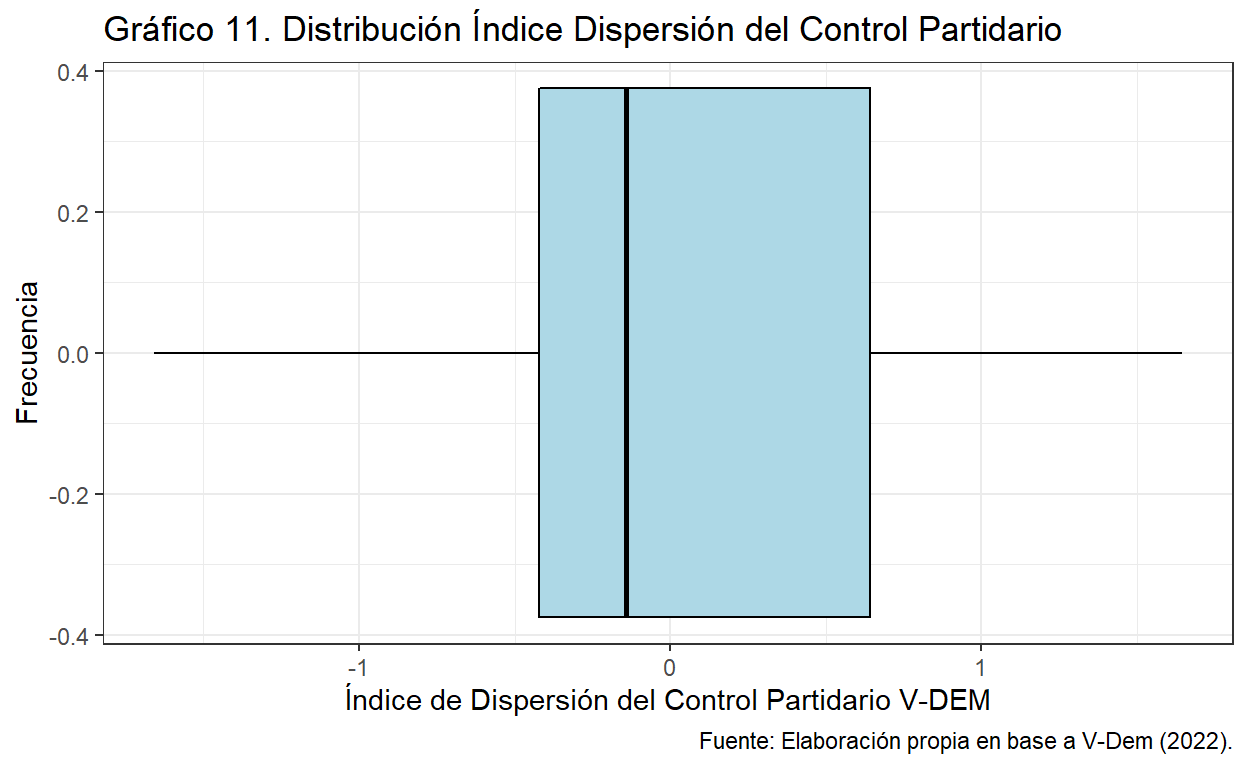 Gráfico 11. Distribución Índice Dispersión del Control Partidario
0.4
0.2
0.0
-0.2
-0.4
Frecuencia
-1
0
1
Índice de Dispersión del Control Partidario V-DEM
Fuente: Elaboración propia en base a V-Dem (2022).